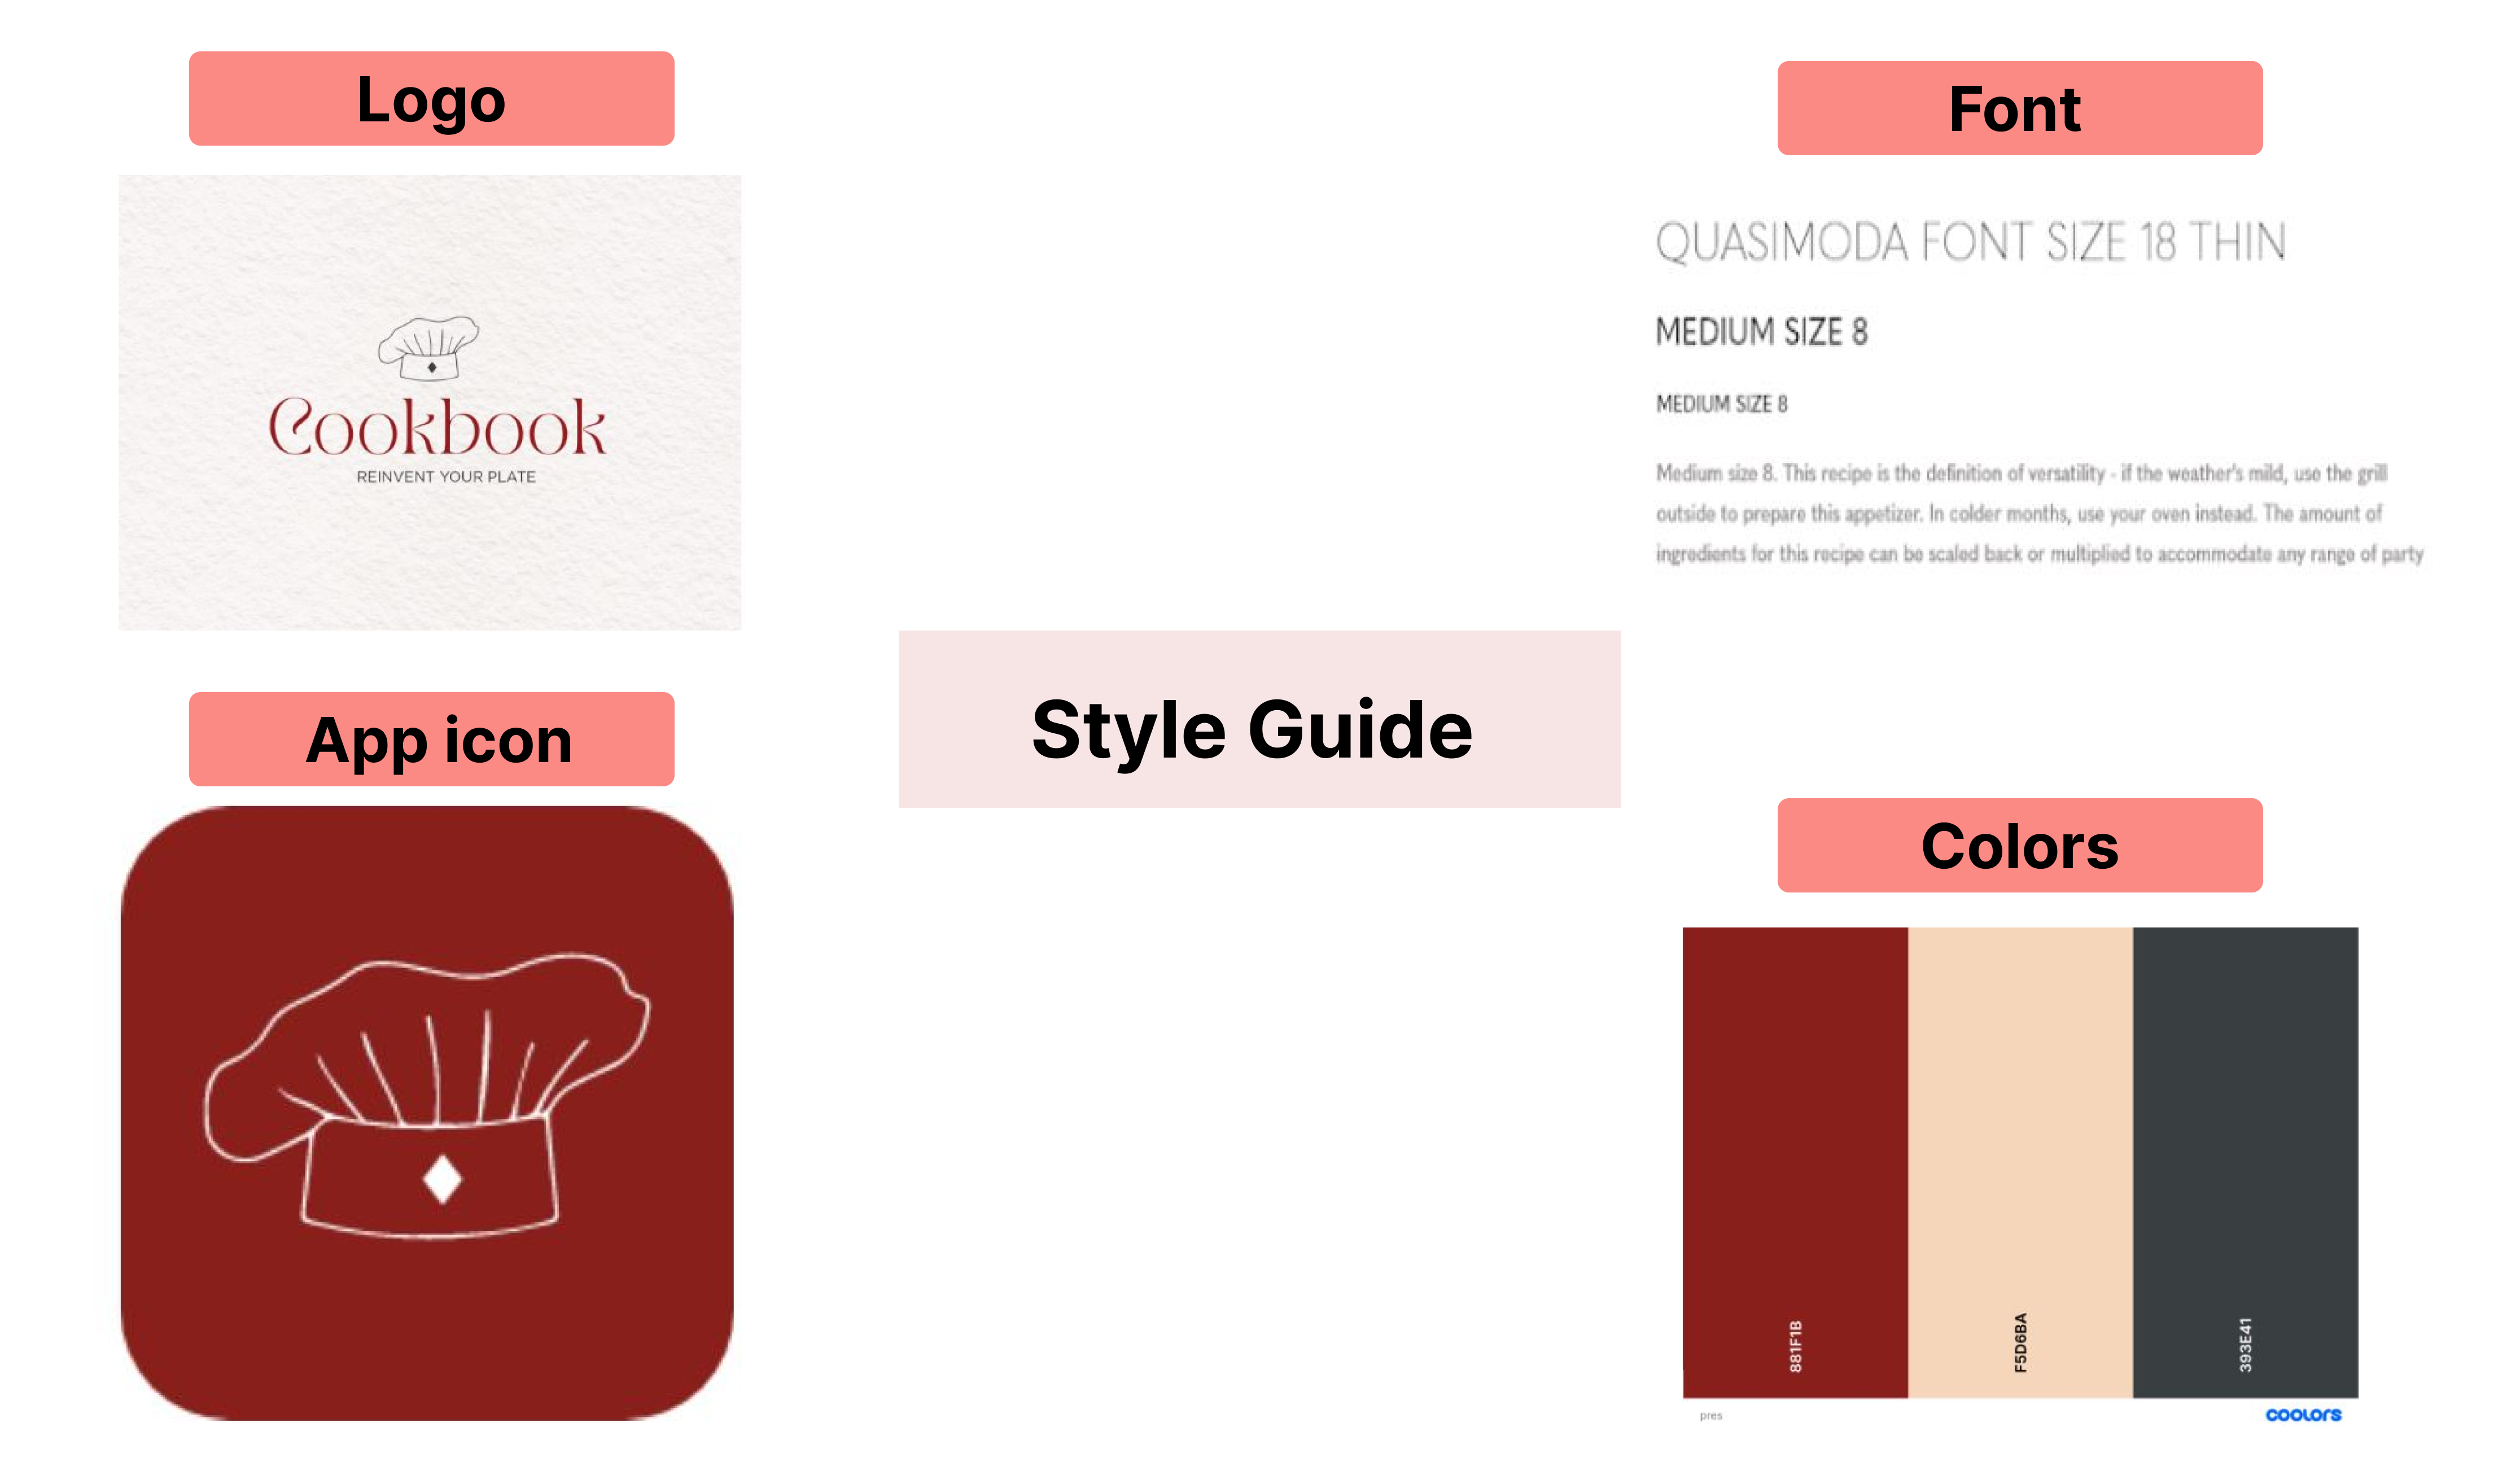 Logo
Cookbook
REINVENT YOUR PLATE
App icon
Style Guide
Font
QUASIMODA FONT SIZE 18 THIN
MEDIUM SIZE 8
MEDIUM SIZE 8
Medium size 8. This recipe is the definition of versatility - if the weather's mild, use the grill
outside to prepare this appetizer. In colder months, use your oven instead. The amount of
ingredients for this recipe can be scaled back or multiplied to accommodate any range of party
Colors
881F1B
F5D6BA
393E41
pres
coolors